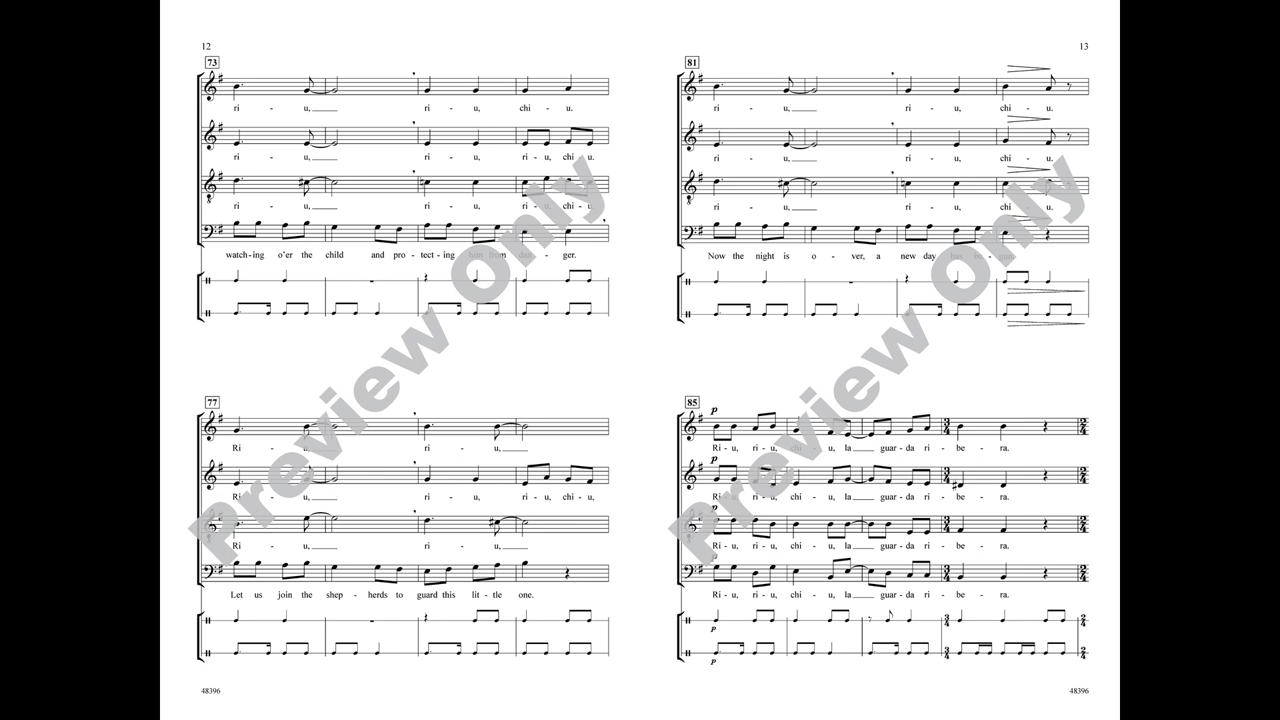 12
73
ri - u, ri - u, chi - u.
ri - u, ri - u, ri - u, chi - u.
ri - u, ri - u, ri - u, chi - u.
watch-ing o'er the child and pro-tect-ing him from dan-ger.
77
Ri - u, ri - u,
Ri - u, ri - u, ri - u, chi - u,
Ri - u, ri - u,
Let us join the shep-herds to guard this lit-tle one.
48396
13
81
ri - u, ri - u, chi - u.
ri - u, ri - u, chi - u.
ri - u, ri - u, chi - u.
Now the night is o-ver, a new day has be-gun.
85
p
Ri-u, ri-u, chi-u, la guar-da ri-be-ra.
p
Ri-u, ri-u, chi-u, la guar-da ri-be-ra.
p
Ri-u, ri-u, chi-u, la guar-da ri-be-ra.
p
Ri-u, ri-u, chi-u, la guar-da ri-be-ra.
p
p
48396
Preview Only
Preview Only